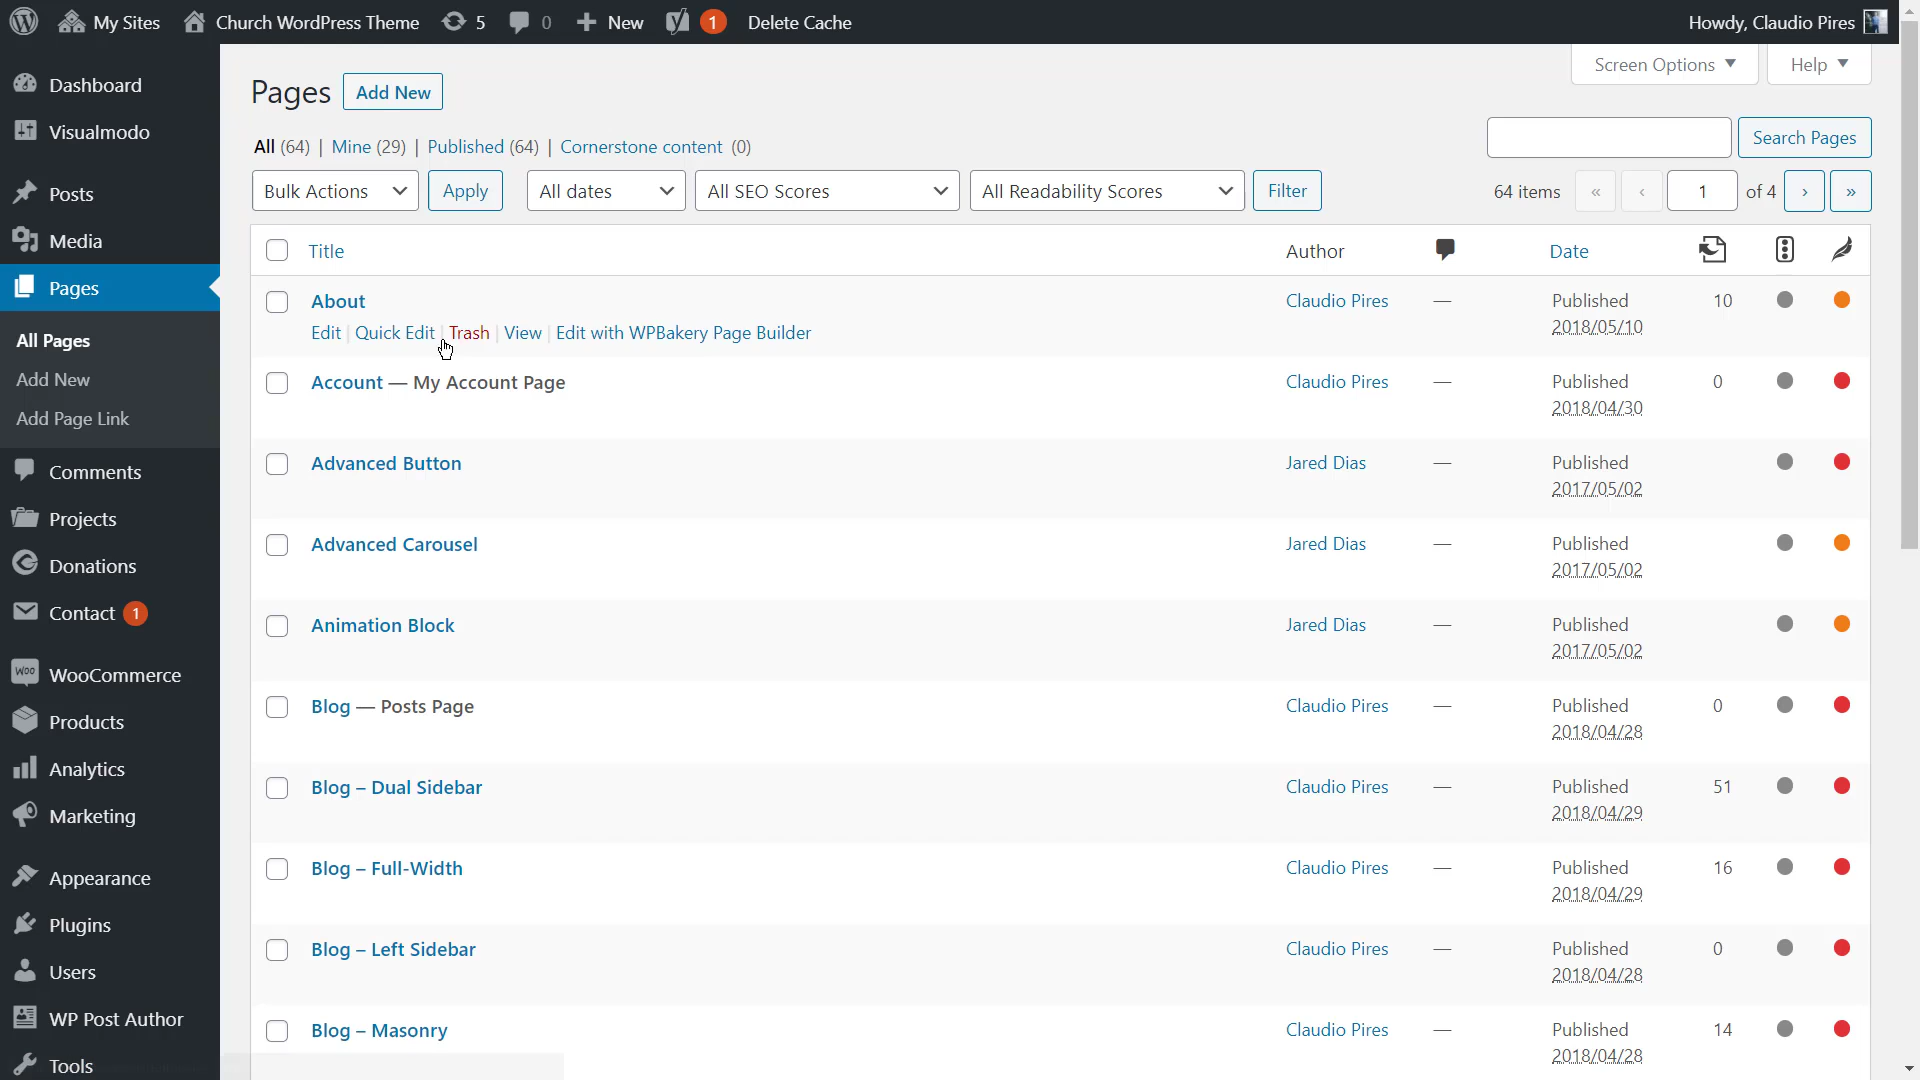 My Sites Church WordPress Theme 5 0 New 1 Delete Cache Howdy, Claudio Pires
Screen Options Help
Dashboard
Visualmodo
Posts
Media
Pages
All Pages
Add New
Add Page Link
Comments
Projects
Donations
Contact 1
WooCommerce
Products
Analytics
Marketing
Appearance
Plugins
Users
WP Post Author
Tools
Pages Add New
All (64) | Mine (29) | Published (64) | Cornerstone content (0)
Search Pages
Bulk Actions Apply All dates All SEO Scores All Readability Scores Filter 64 items « ‹ 1 of 4 › »
Title Author Date
About Claudio Pires — Published 10
Edit | Quick Edit | Trash | View | Edit with WPBakery Page Builder 2018/05/10
Account — My Account Page Claudio Pires — Published 0
2018/04/30
Advanced Button Jared Dias — Published
2017/05/02
Advanced Carousel Jared Dias — Published
2017/05/02
Animation Block Jared Dias — Published
2017/05/02
Blog — Posts Page Claudio Pires — Published 0
2018/04/28
Blog – Dual Sidebar Claudio Pires — Published 51
2018/04/29
Blog – Full-Width Claudio Pires — Published 16
2018/04/29
Blog – Left Sidebar Claudio Pires — Published 0
2018/04/28
Blog – Masonry Claudio Pires — Published 14
2018/04/28